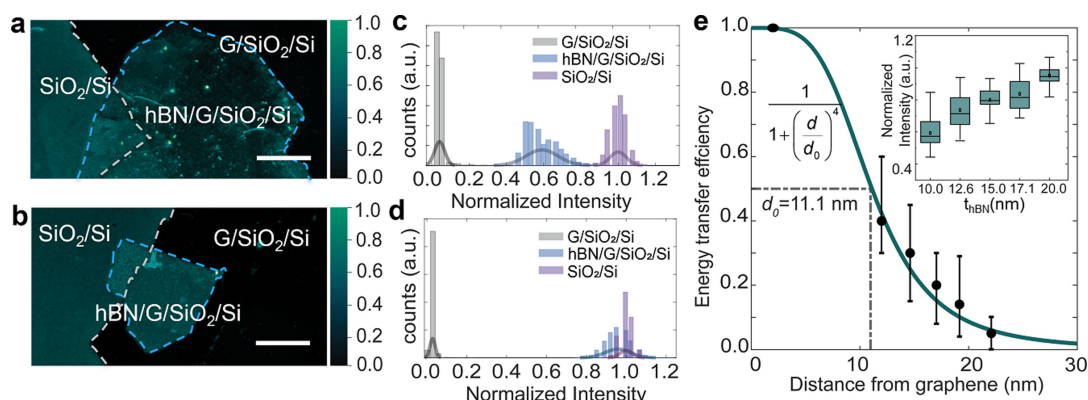 a
SiO₂/Si
G/SiO₂/Si
hBN/G/SiO₂/Si
1.0
0.8
0.6
0.4
0.2
0.0
b
SiO₂/Si
G/SiO₂/Si
hBN/G/SiO₂/Si
1.0
0.8
0.6
0.4
0.2
0.0
c
counts (a.u.)
G/SiO₂/Si
hBN/G/SiO₂/Si
SiO₂/Si
0.0 0.2 0.4 0.6 0.8 1.0 1.2
Normalized Intensity
d
counts (a.u.)
G/SiO₂/Si
hBN/G/SiO₂/Si
SiO₂/Si
0.0 0.2 0.4 0.6 0.8 1.0 1.2
Normalized Intensity
e
Energy transfer effciency
1.0
0.8
0.6
0.4
0.2
0.0
1
1+(d/d₀)⁴
d₀=11.1 nm
Normalized
Intensity (a.u.)
1.2
0.4
10.0 12.6 15.0 17.1 20.0
t_hBN(nm)
0 10 20 30
Distance from graphene (nm)